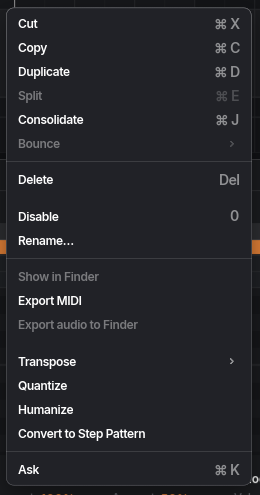 Cut ⌘ X
Copy ⌘ C
Duplicate ⌘ D
Split ⌘ E
Consolidate ⌘ J
Bounce ›
Delete Del
Disable 0
Rename...
Show in Finder
Export MIDI
Export audio to Finder
Transpose ›
Quantize
Humanize
Convert to Step Pattern
Ask ⌘ K